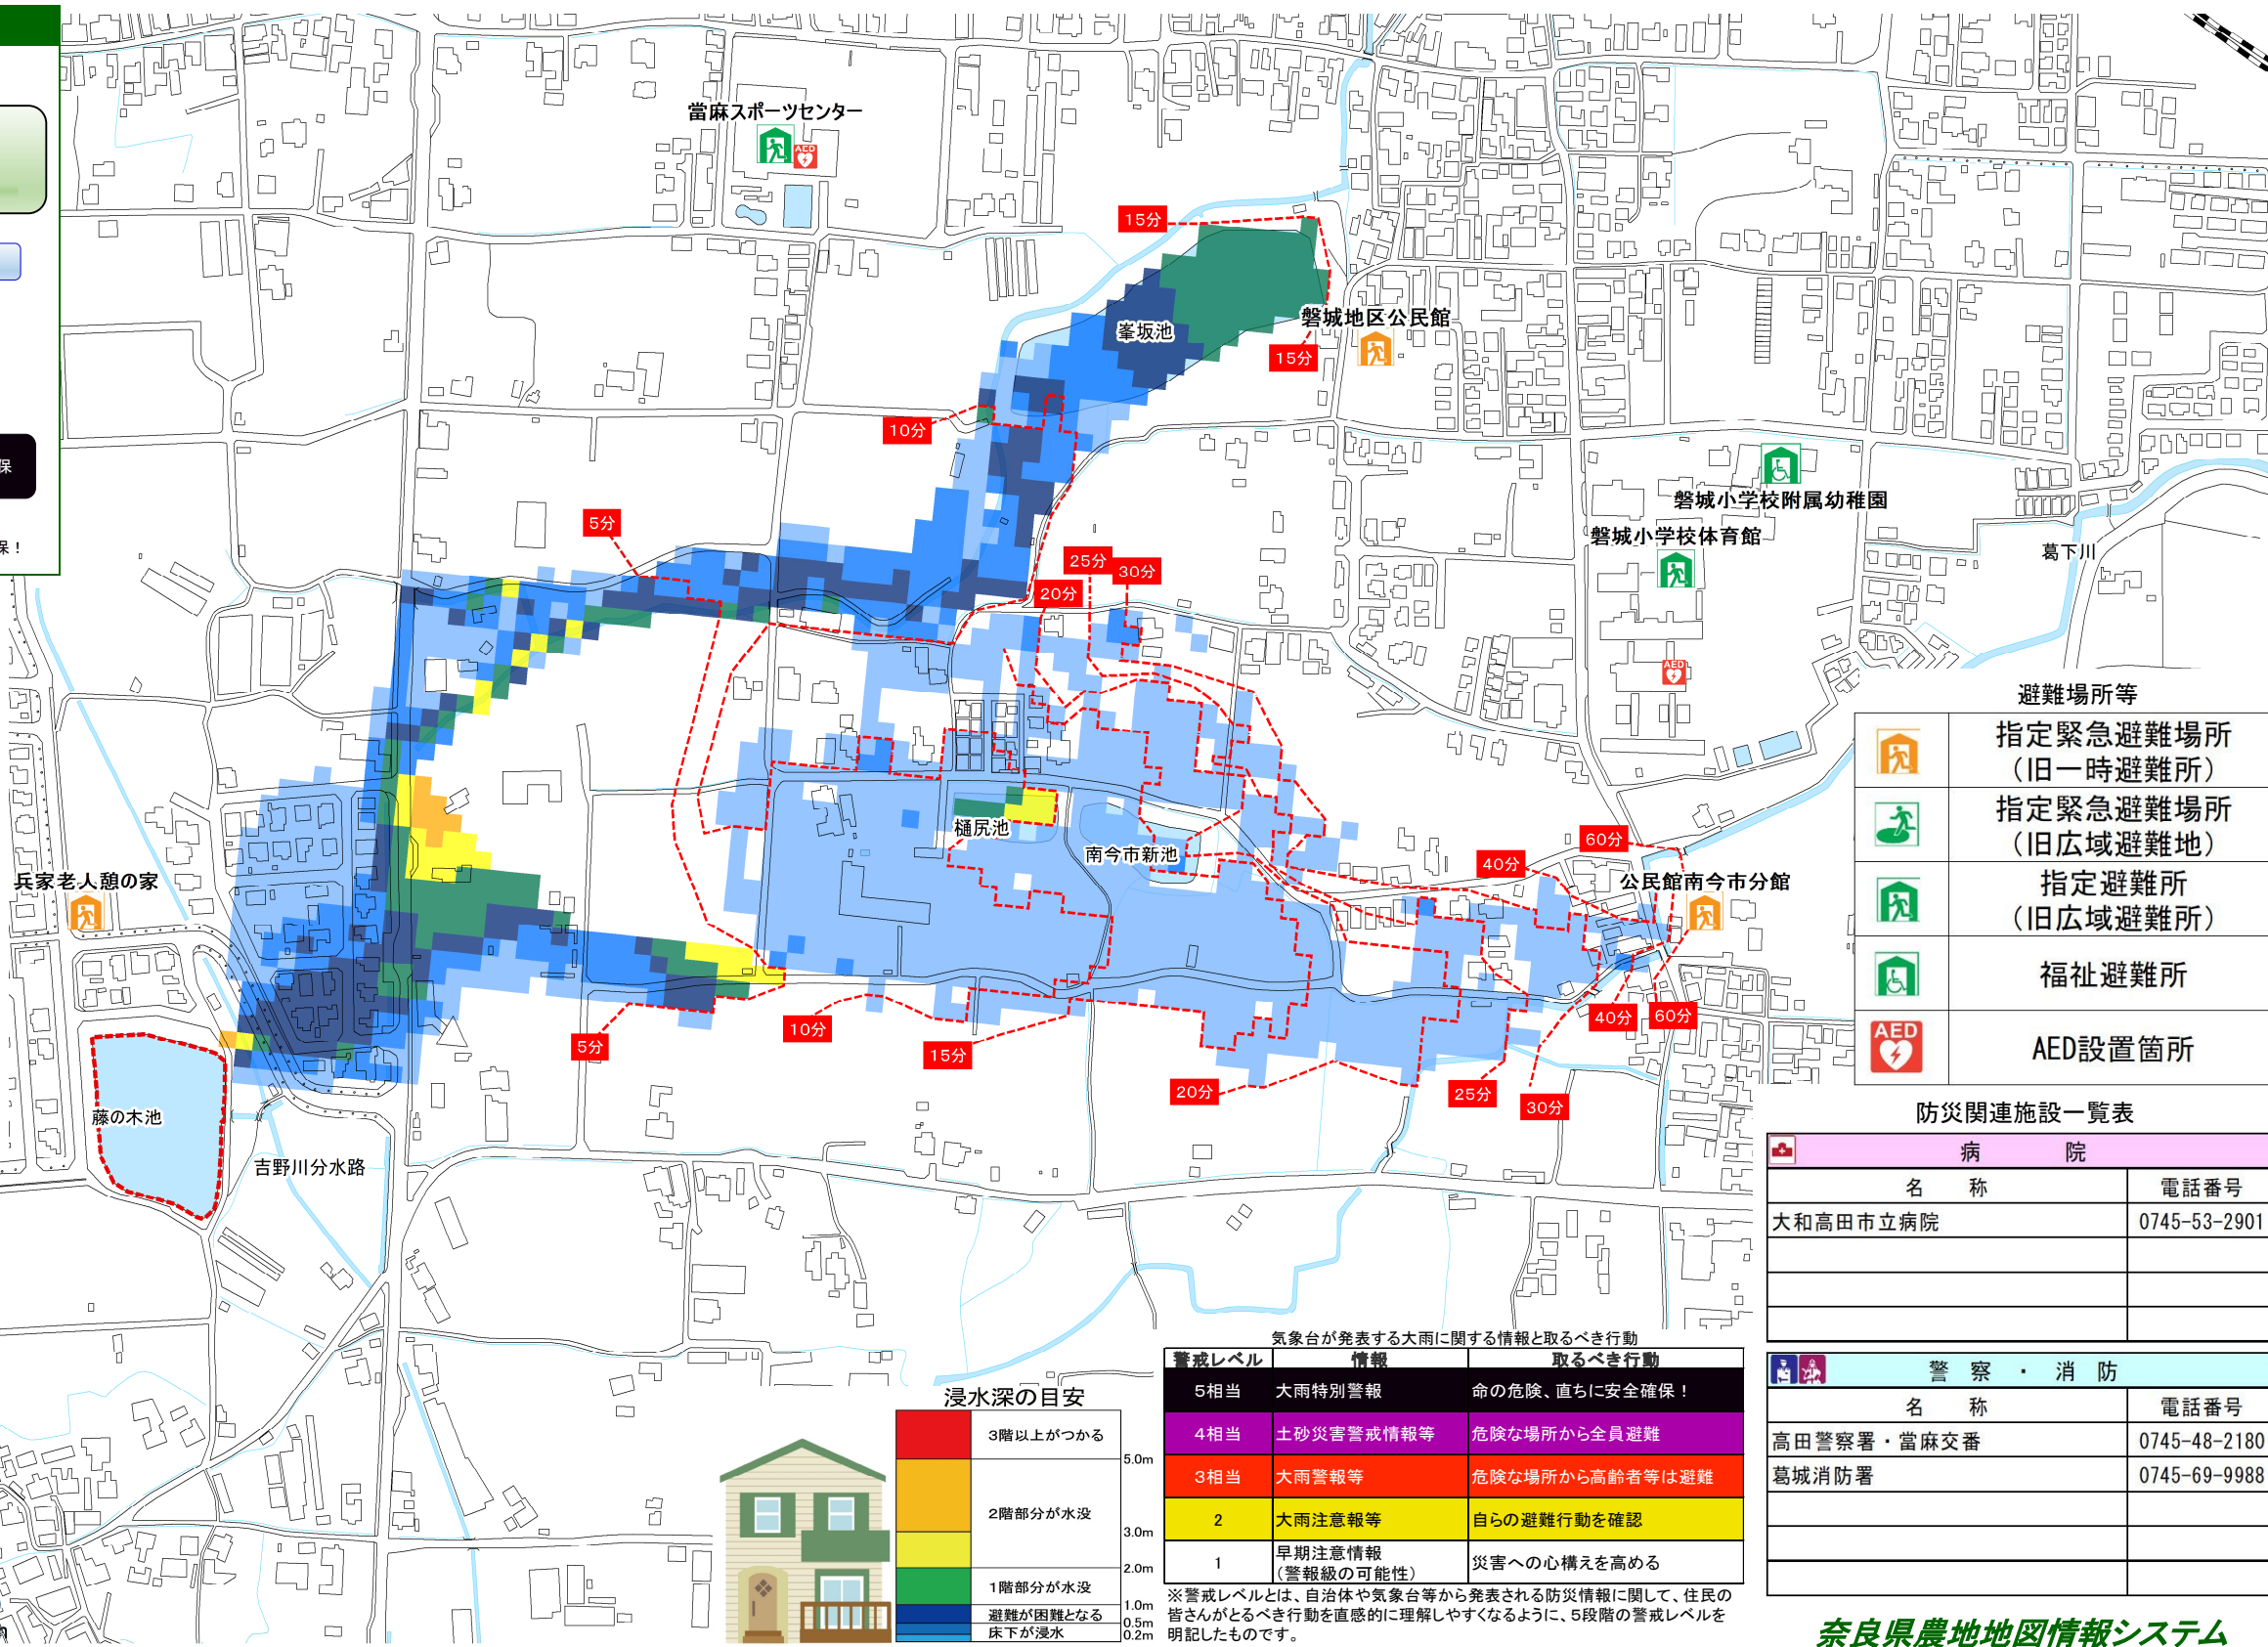 保
保！
當麻スポーツセンター
AED
15分
峯坂池
磐城地区公民館
15分
10分
磐城小学校附属幼稚園
磐城小学校体育館
葛下川
5分
25分
30分
20分
AED
樋尻池
南今市新池
兵家老人憩の家
60分
40分
公民館南今市分館
5分
10分
15分
20分
25分
30分
40分
60分
藤の木池
吉野川分水路
避難場所等
指定緊急避難場所
（旧一時避難所）
指定緊急避難場所
（旧広域避難地）
指定避難所
（旧広域避難所）
福祉避難所
AED
AED設置箇所
防災関連施設一覧表
病 院
名 称 電話番号
大和高田市立病院 0745-53-2901
警 察 ・ 消 防
名 称 電話番号
高田警察署・當麻交番 0745-48-2180
葛城消防署 0745-69-9988
浸水深の目安
3階以上がつかる
5.0m
2階部分が水没
3.0m
2.0m
1階部分が水没
1.0m
避難が困難となる
0.5m
床下が浸水
0.2m
気象台が発表する大雨に関する情報と取るべき行動
警戒レベル 情報 取るべき行動
5相当 大雨特別警報 命の危険、直ちに安全確保！
4相当 土砂災害警戒情報等 危険な場所から全員避難
3相当 大雨警報等 危険な場所から高齢者等は避難
2 大雨注意報等 自らの避難行動を確認
1 早期注意情報
（警報級の可能性） 災害への心構えを高める
※警戒レベルとは、自治体や気象台等から発表される防災情報に関して、住民の
皆さんがとるべき行動を直感的に理解しやすくなるように、5段階の警戒レベルを
明記したものです。
奈良県農地地図情報システム